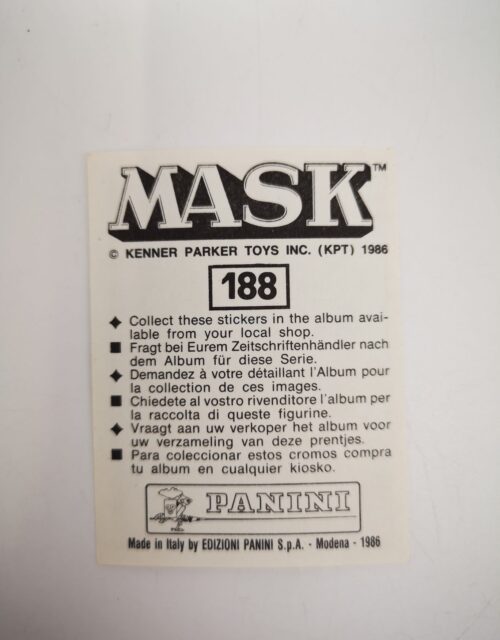 MASK™
© KENNER PARKER TOYS INC. (KPT) 1986
188
◆ Collect these stickers in the album avai-
lable from your local shop.
■ Fragt bei Eurem Zeitschriftenhändler nach
dem Album für diese Serie.
◆ Demandez à votre détaillant l'Album pour
la collection de ces images.
■ Chiedete al vostro rivenditore l'album per
la raccolta di queste figurine.
◆ Vraagt aan uw verkoper het album voor
uw verzameling van deze prentjes.
■ Para coleccionar estos cromos compra
tu album en cualquier kiosko.
PANINI
Made in Italy by EDIZIONI PANINI S.p.A. - Modena - 1986